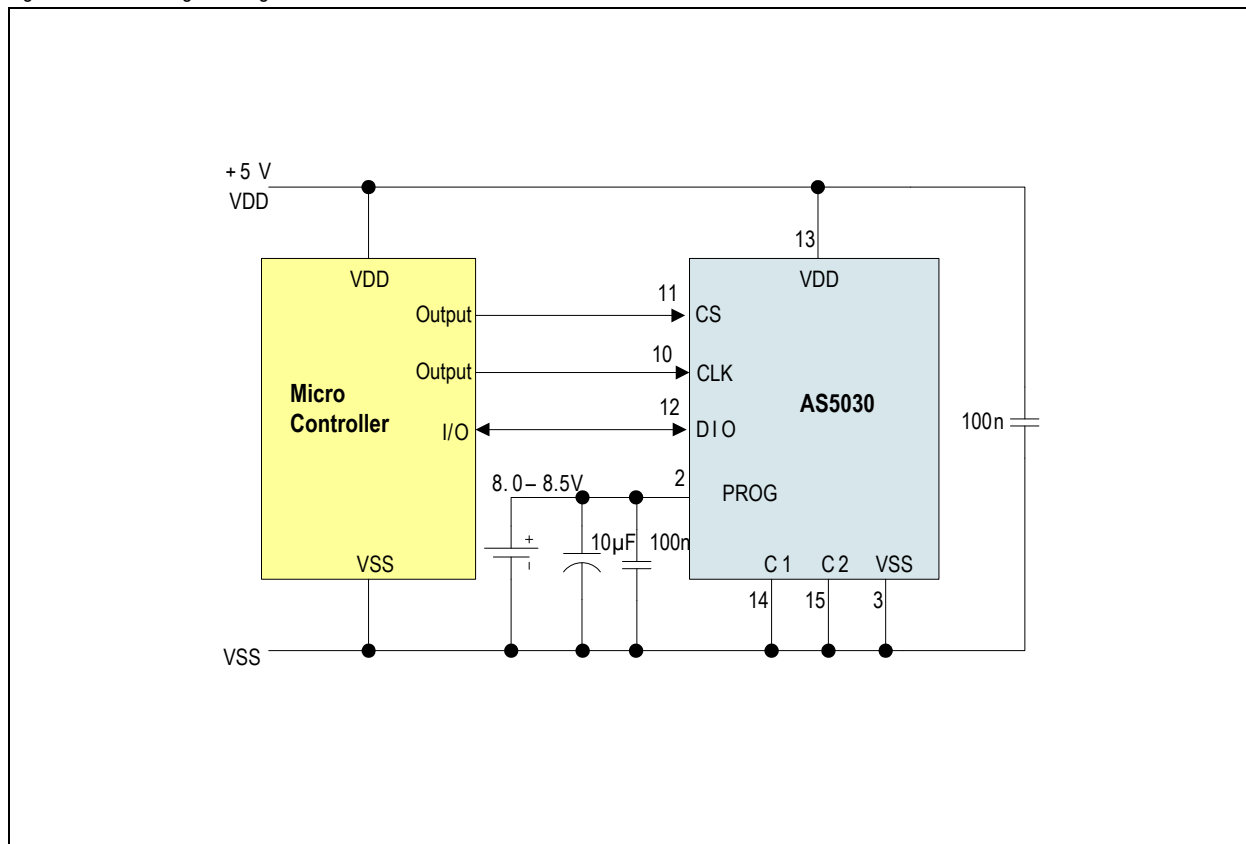 +5 V
VDD
13
VDD
VDD
11
Output
CS
10
Output
CLK
Micro
Controller
AS5030
12
I/O
DIO
100n
8.0–8.5V
2
PROG
+
10µF
100n
-
VSS
C1
C2
VSS
14
15
3
VSS